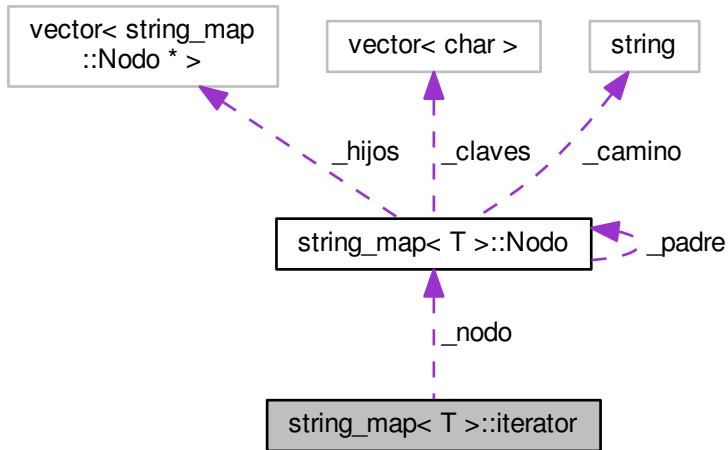 vector< string_map
::Nodo * >
vector< char >
string
_hijos
_claves
_camino
string_map< T >::Nodo
_padre
_nodo
string_map< T >::iterator